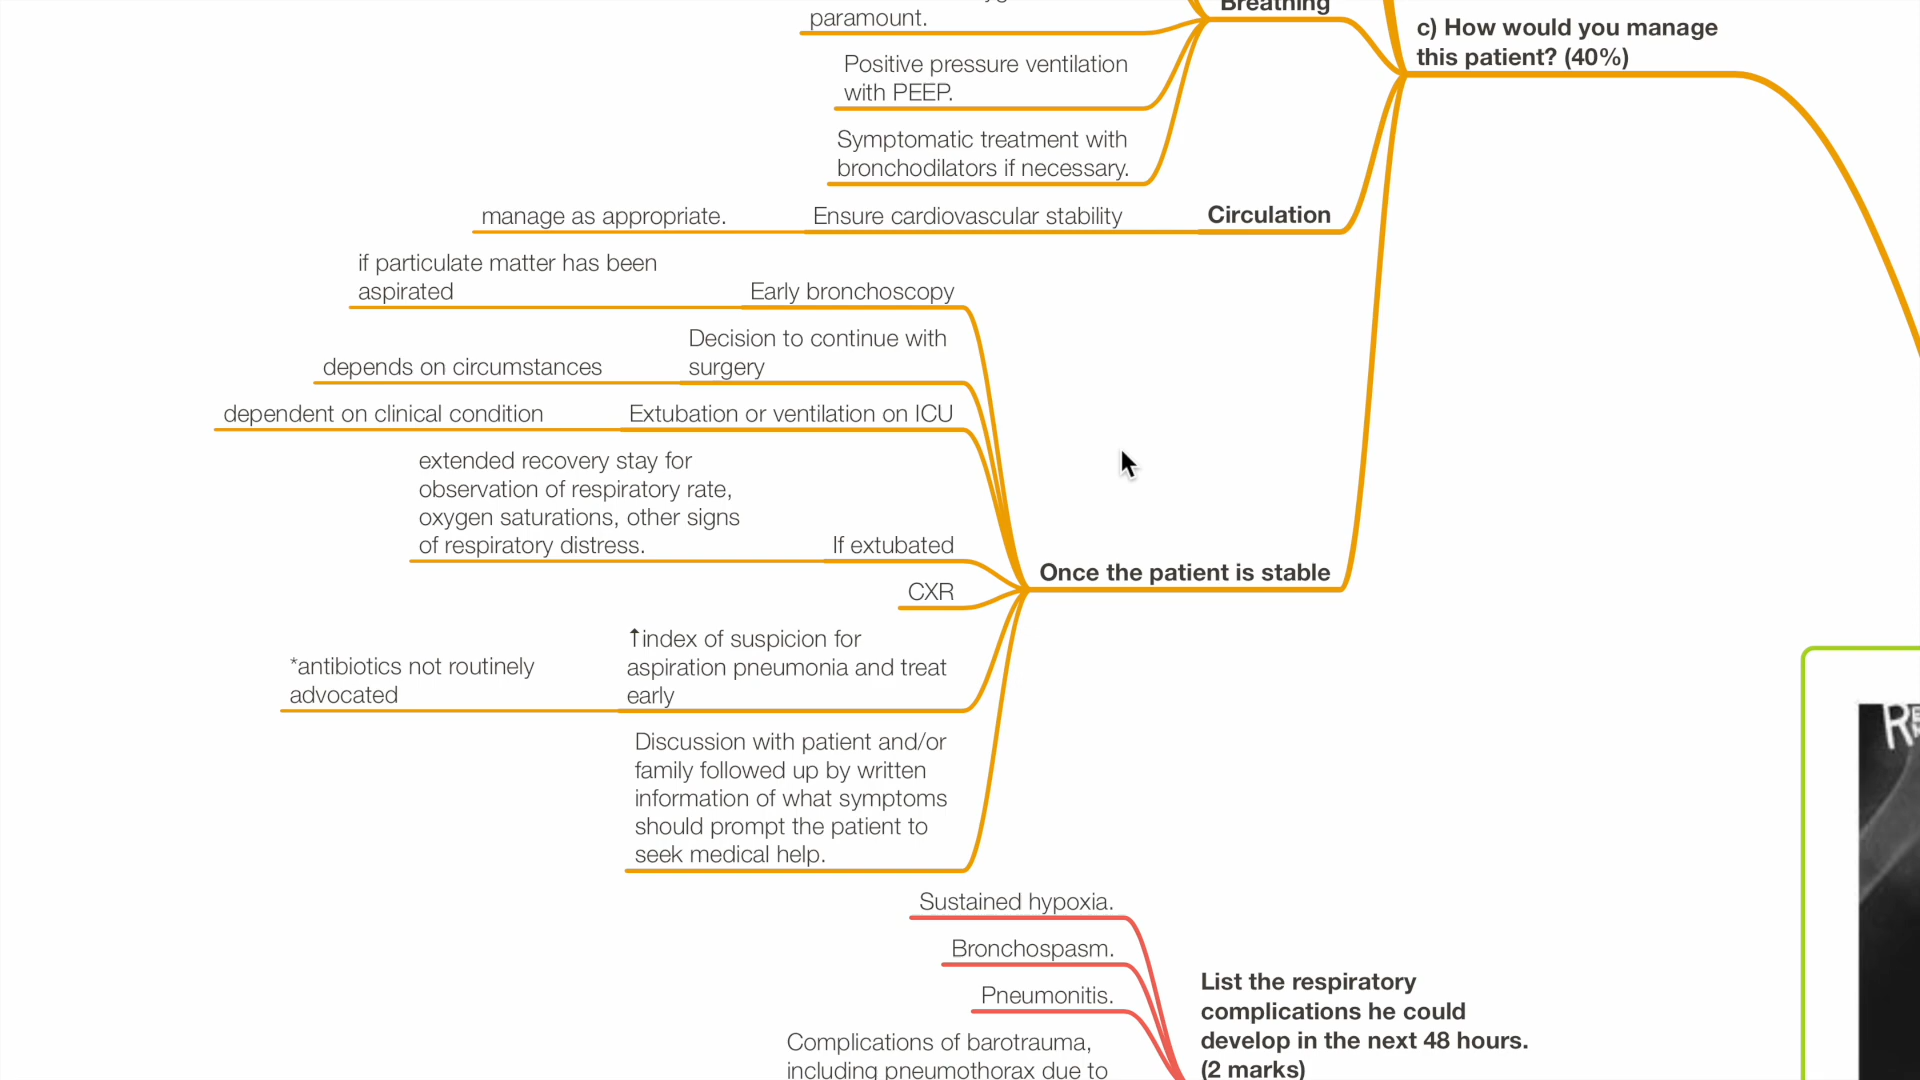 Breathing
c) How would you manage
this patient? (40%)
paramount.
Positive pressure ventilation
with PEEP.
Symptomatic treatment with
bronchodilators if necessary.
Circulation
Ensure cardiovascular stability
manage as appropriate.
Once the patient is stable
Early bronchoscopy
if particulate matter has been
aspirated
Decision to continue with
surgery
depends on circumstances
Extubation or ventilation on ICU
dependent on clinical condition
If extubated
extended recovery stay for
observation of respiratory rate,
oxygen saturations, other signs
of respiratory distress.
CXR
↑index of suspicion for
aspiration pneumonia and treat
early
*antibiotics not routinely
advocated
Discussion with patient and/or
family followed up by written
information of what symptoms
should prompt the patient to
seek medical help.
List the respiratory
complications he could
develop in the next 48 hours.
(2 marks)
Sustained hypoxia.
Bronchospasm.
Pneumonitis.
Complications of barotrauma,
including pneumothorax due to